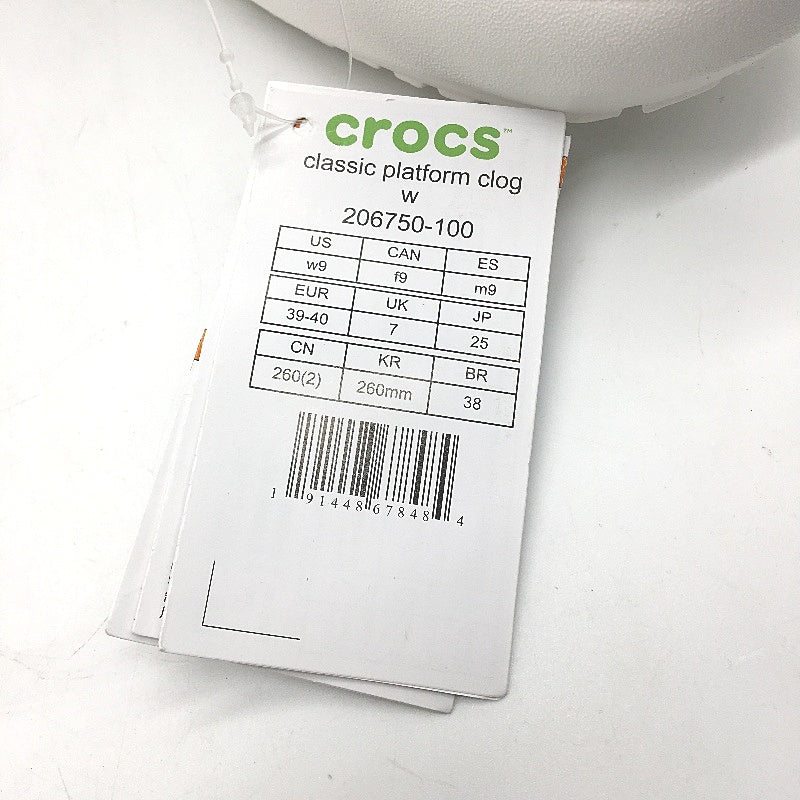 crocs™
classic platform clog
w
206750-100
US CAN ES
w9 f9 m9
EUR UK JP
39-40 7 25
CN KR BR
260(2) 260mm 38
1 91448 67848 4